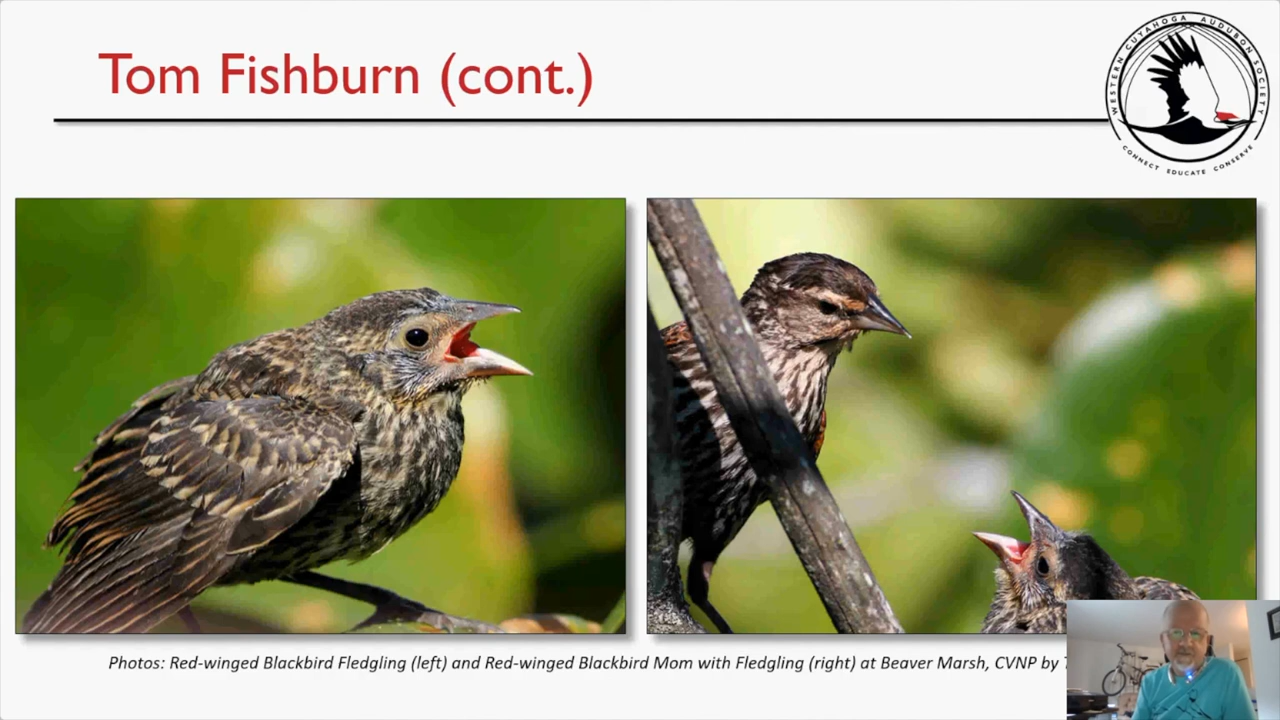 Tom Fishburn (cont.)
WESTERN CUYAHOGA AUDUBON SOCIETY
CONNECT EDUCATE CONSERVE
Photos: Red-winged Blackbird Fledgling (left) and Red-winged Blackbird Mom with Fledgling (right) at Beaver Marsh, CVNP by